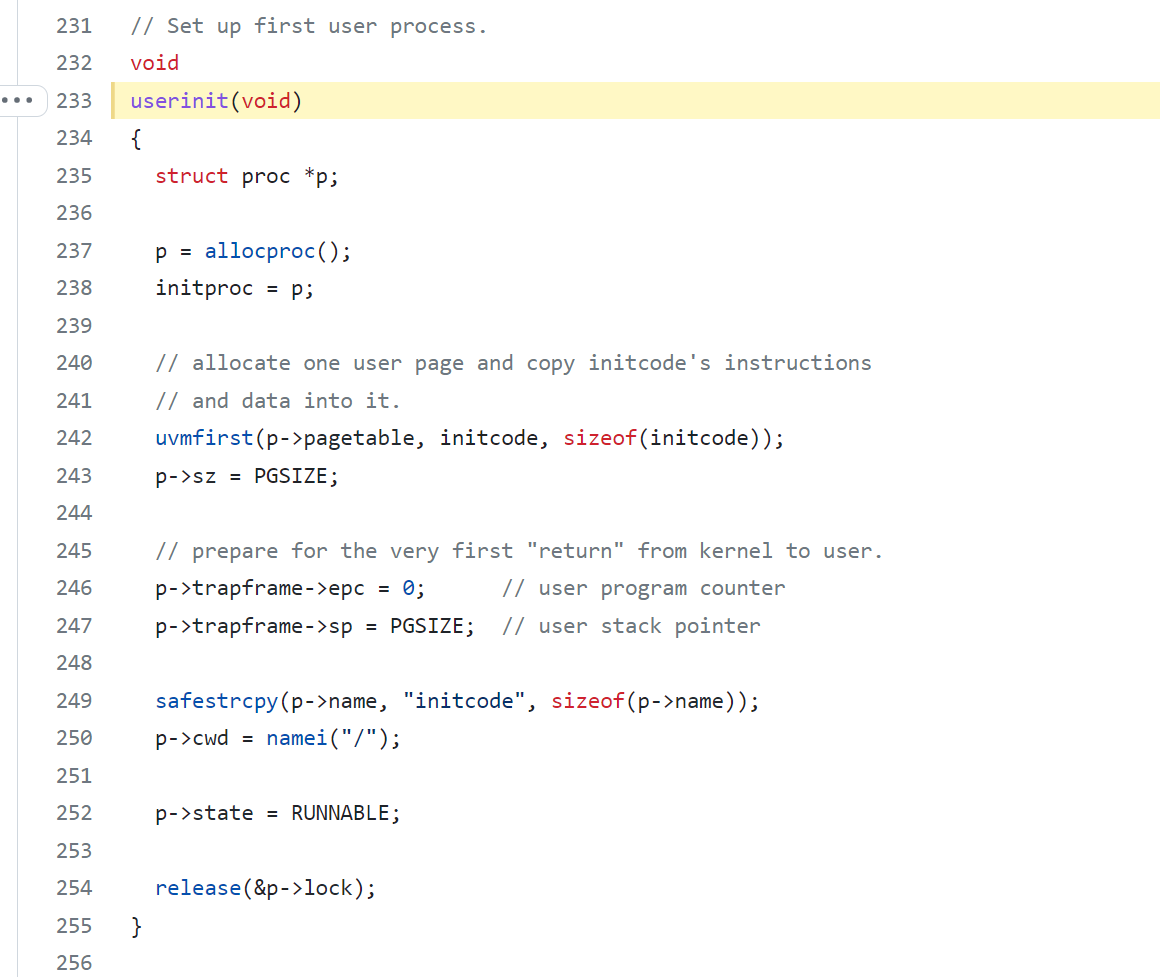 231 // Set up first user process.
232 void
••• 233 userinit(void)
234 {
235   struct proc *p;
236
237   p = allocproc();
238   initproc = p;
239
240   // allocate one user page and copy initcode's instructions
241   // and data into it.
242   uvmfirst(p->pagetable, initcode, sizeof(initcode));
243   p->sz = PGSIZE;
244
245   // prepare for the very first "return" from kernel to user.
246   p->trapframe->epc = 0;      // user program counter
247   p->trapframe->sp = PGSIZE;  // user stack pointer
248
249   safestrcpy(p->name, "initcode", sizeof(p->name));
250   p->cwd = namei("/");
251
252   p->state = RUNNABLE;
253
254   release(&p->lock);
255 }
256